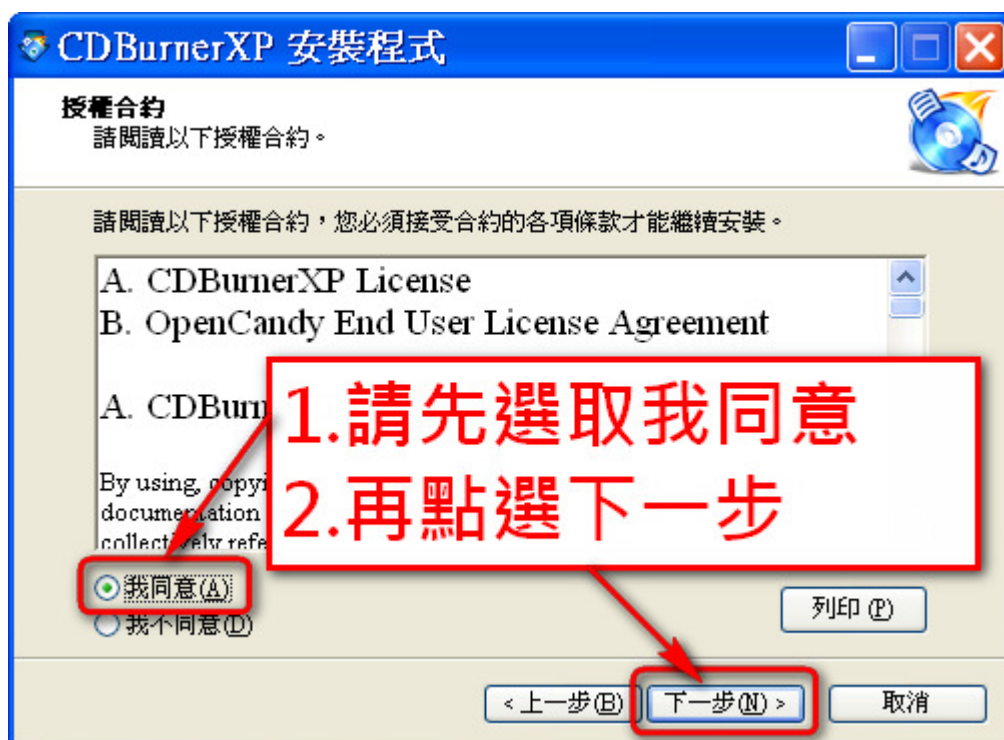 CDBurnerXP 安裝程式
授權合約
請閱讀以下授權合約。
請閱讀以下授權合約，您必須接受合約的各項條款才能繼續安裝。
A. CDBurnerXP License
B. OpenCandy End User License Agreement
A. CDBurn
1.請先選取我同意
2.再點選下一步
By using, copyi
documentation
collectively refe
我同意(A)
我不同意(D)
列印 (P)
<上一步(B)
下一步(N) >
取消